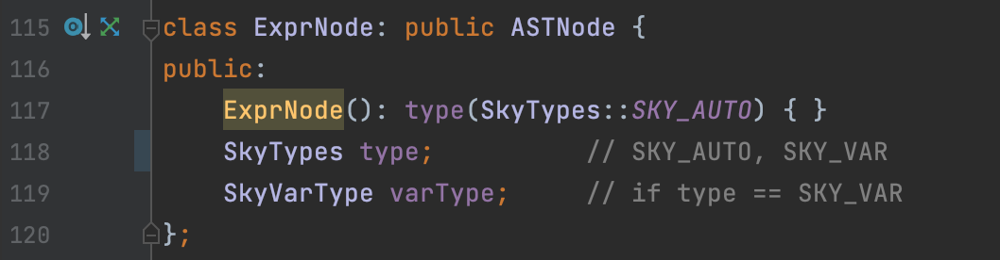 115 class ExprNode: public ASTNode {
116 public:
117     ExprNode(): type(SkyTypes::SKY_AUTO) { }
118     SkyTypes type;          // SKY_AUTO, SKY_VAR
119     SkyVarType varType;     // if type == SKY_VAR
120 };